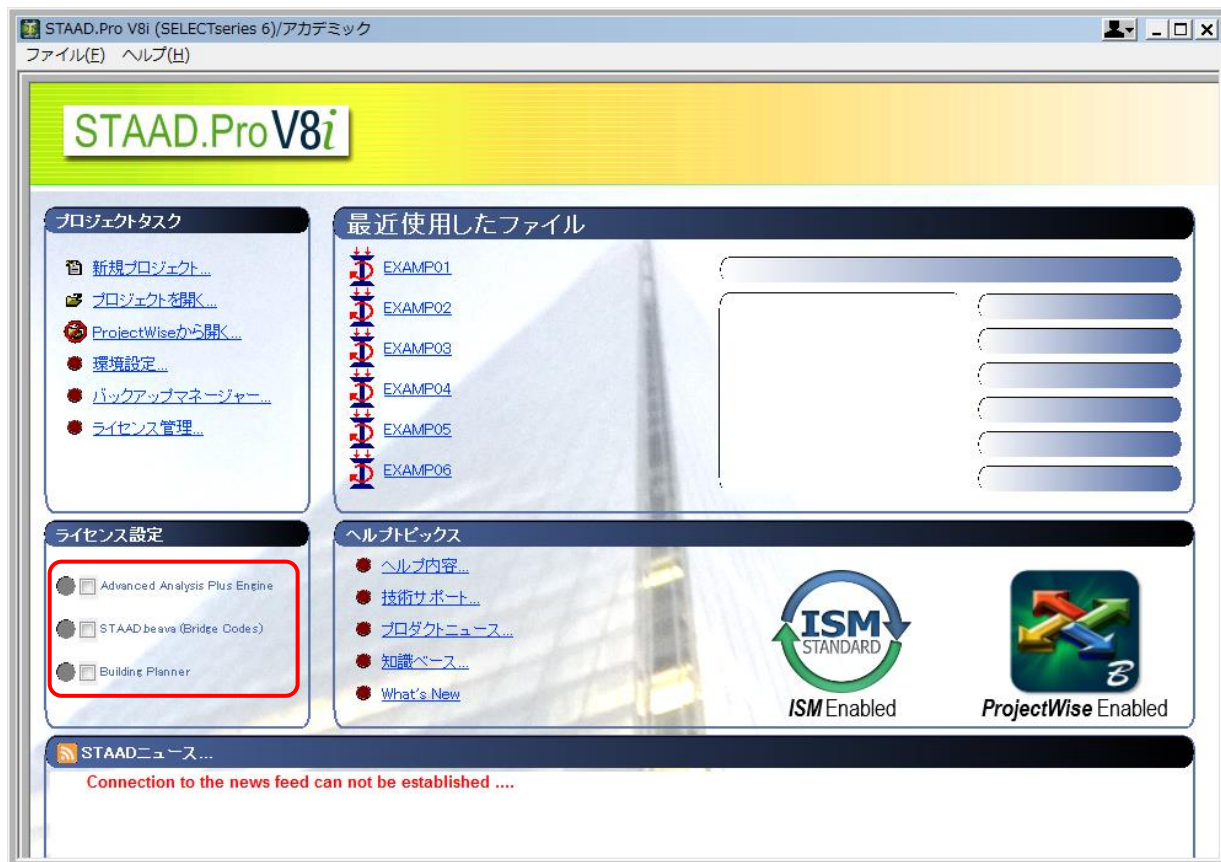 STAAD.Pro V8i (SELECTseries 6)/アカデミック
ファイル(F) ヘルプ(H)
STAAD.Pro V8i
プロジェクトタスク
新規プロジェクト...
プロジェクトを開く...
ProjectWiseから開く...
環境設定...
バックアップマネージャー...
ライセンス管理...
最近使用したファイル
EXAMP01
EXAMP02
EXAMP03
EXAMP04
EXAMP05
EXAMP06
ライセンス設定
Advanced Analysis Plus Engine
STAAD.beava (Bridge Codes)
Building Planner
ヘルプトピックス
ヘルプ内容...
技術サポート...
プロダクトニュース...
知識ベース...
What's New
ISM
STANDARD
ISM Enabled
B
ProjectWise Enabled
STAADニュース...
Connection to the news feed can not be established ....